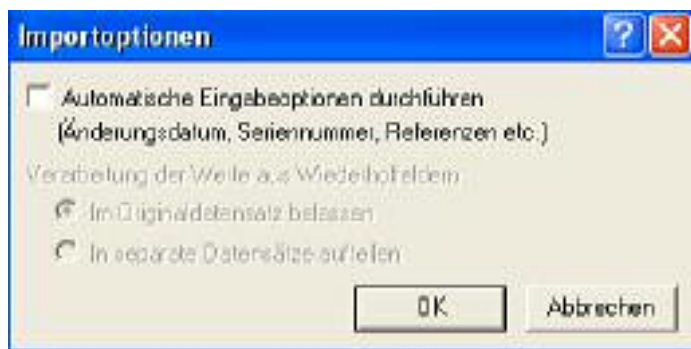 Importoptionen
Automatische Eingabeoptionen durchführen
(Änderungsdatum, Seriennummer, Referenzen etc.)
Verarbeitung der Werte aus Wiederholfeldern
Im Originaldatensatz belassen
In separate Datensätze aufteilen
OK Abbrechen